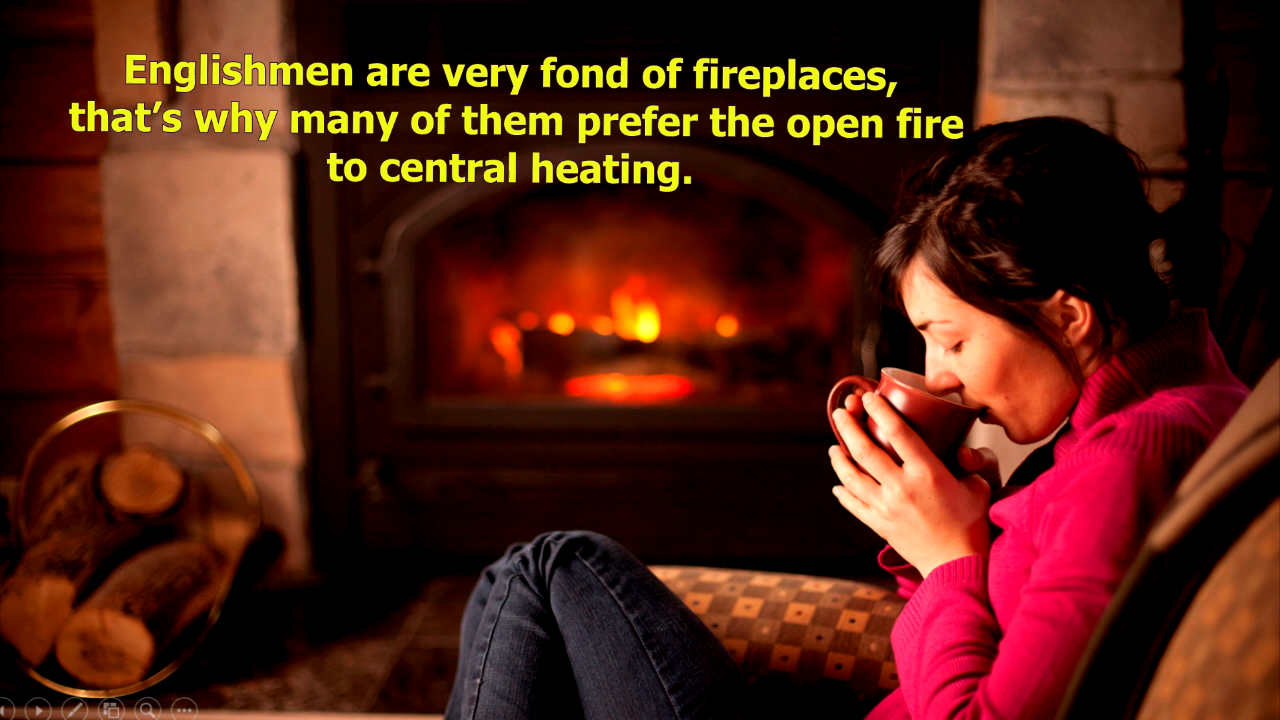 Englishmen are very fond of fireplaces,
that’s why many of them prefer the open fire
to central heating.